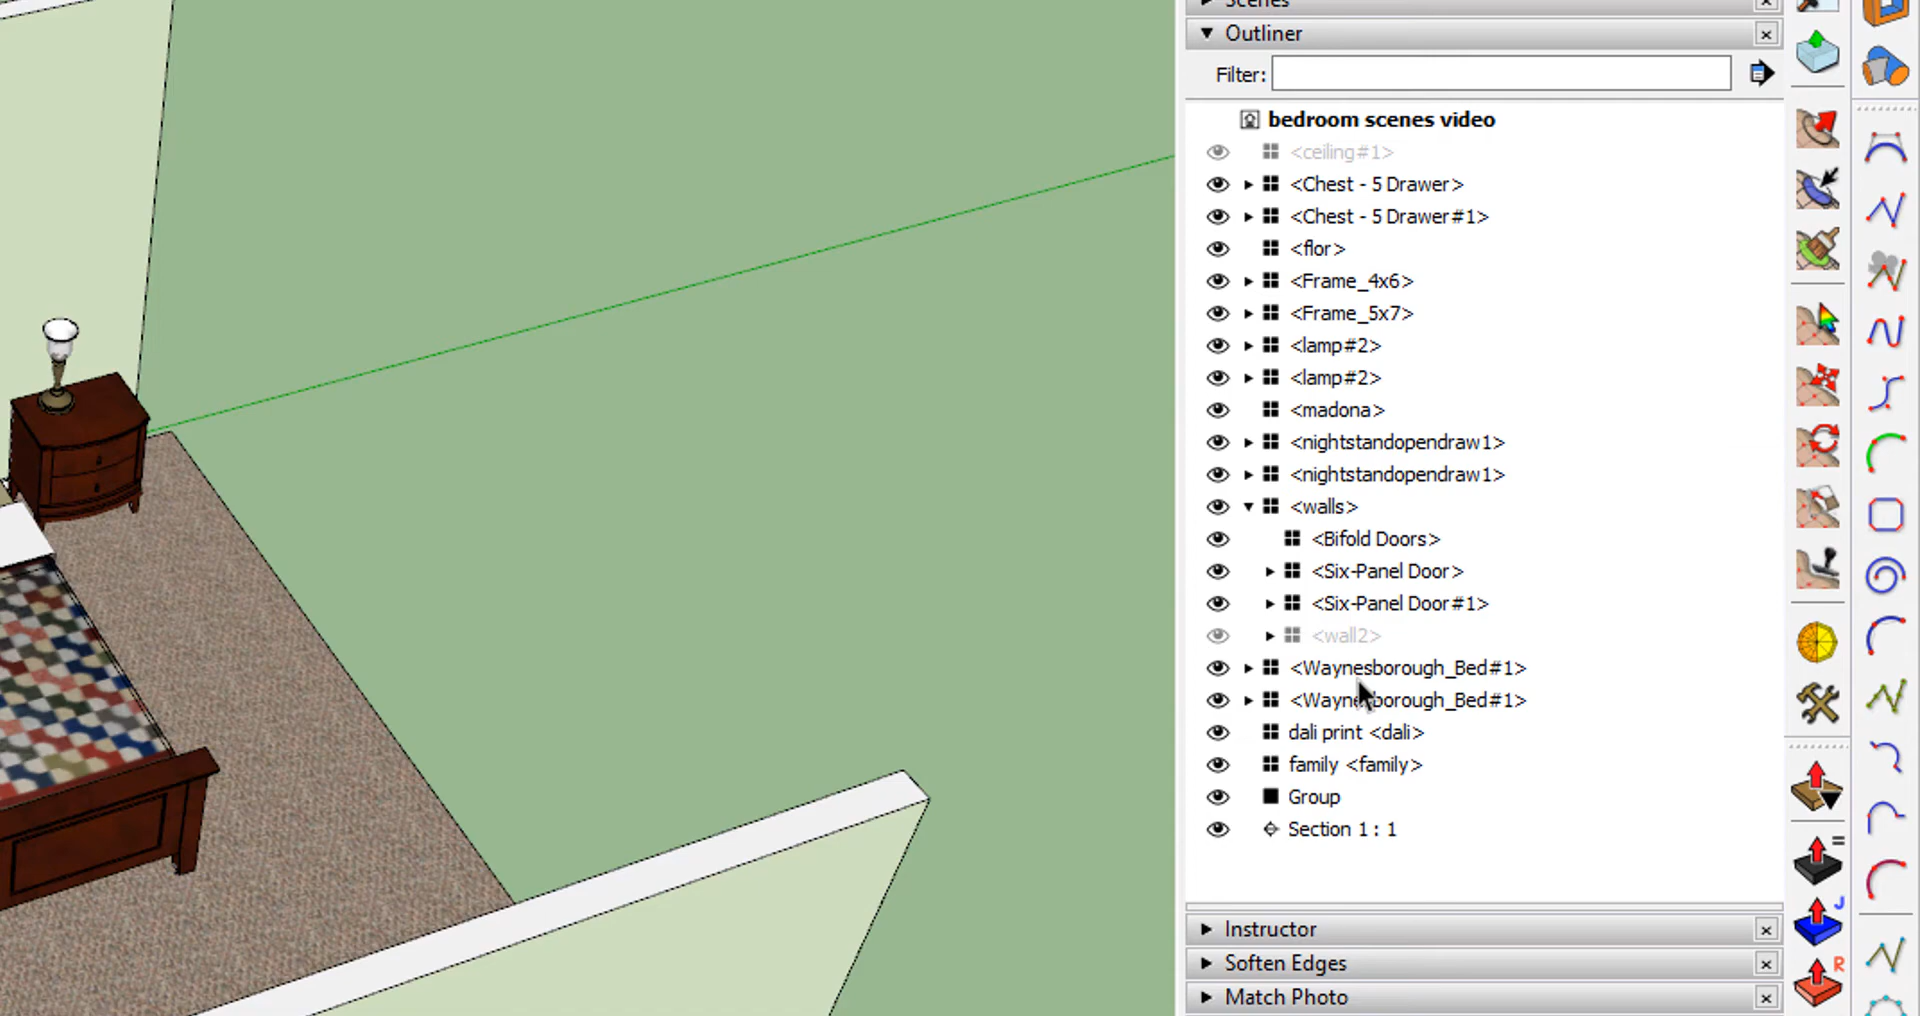 Scenes
Outliner
Filter:
bedroom scenes video
<ceiling#1>
<Chest - 5 Drawer>
<Chest - 5 Drawer#1>
<flor>
<Frame_4x6>
<Frame_5x7>
<lamp#2>
<lamp#2>
<madona>
<nightstandopendraw1>
<nightstandopendraw1>
<walls>
<Bifold Doors>
<Six-Panel Door>
<Six-Panel Door#1>
<wall2>
<Waynesborough_Bed#1>
<Waynesborough_Bed#1>
dali print <dali>
family <family>
Group
Section 1 : 1
Instructor
Soften Edges
Match Photo
J
R